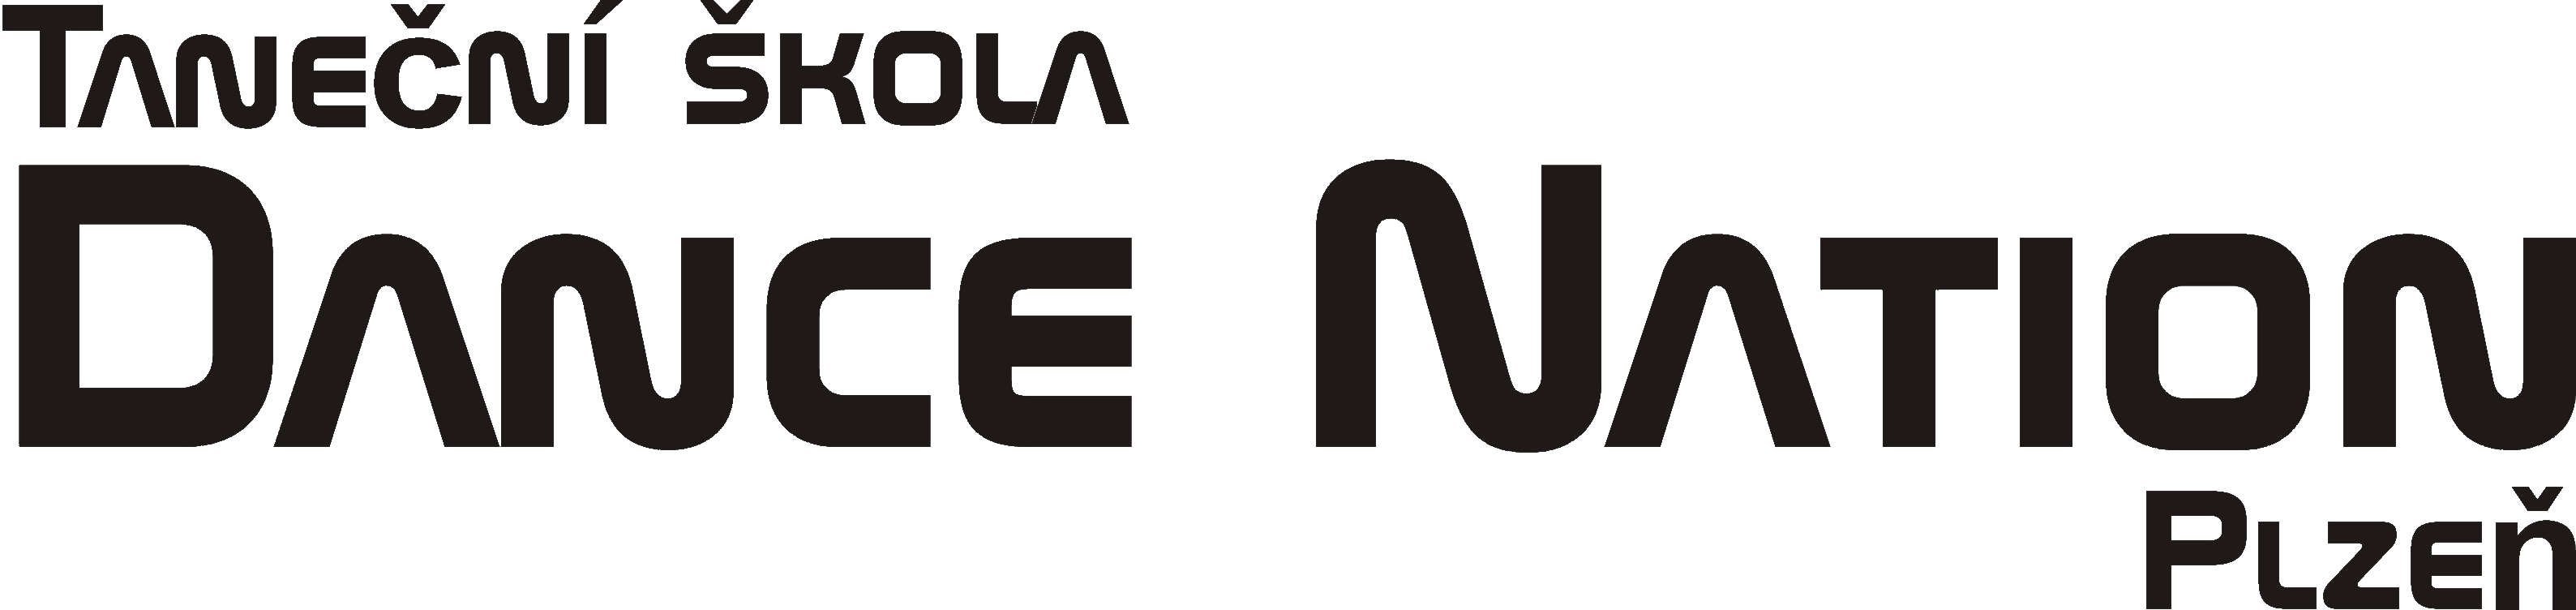 Taneční škola
Dance Nation
Plzeň